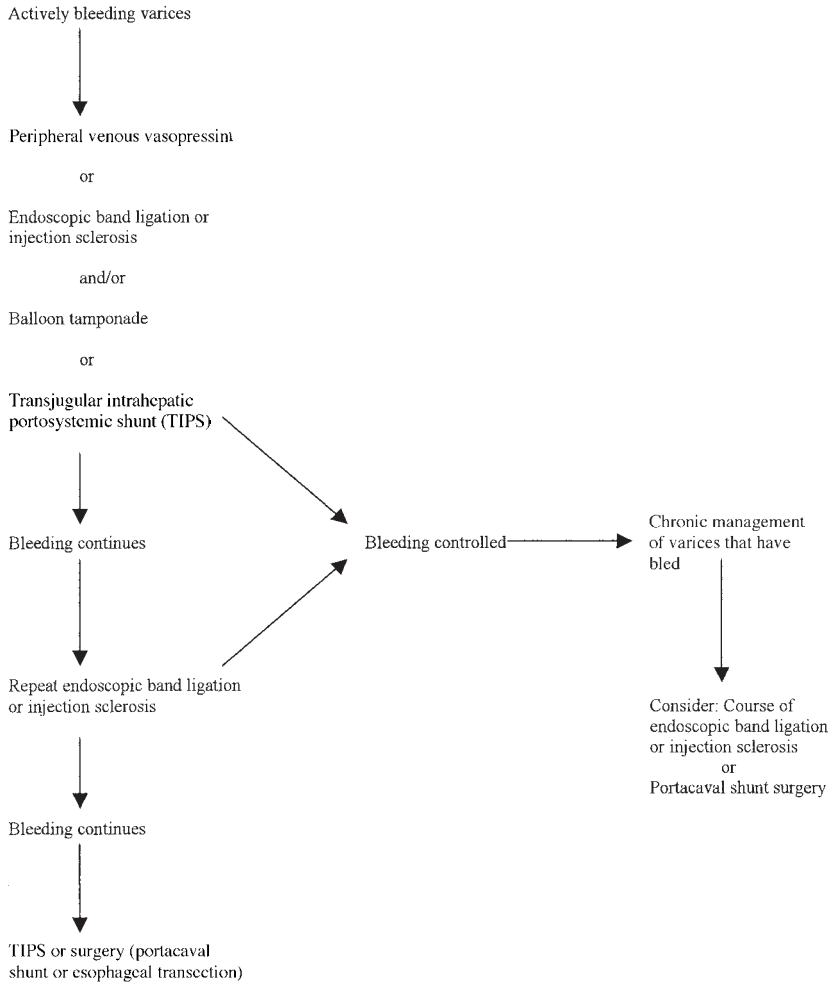 Actively bleeding varices
Peripheral venous vasopressin
or
Endoscopic band ligation or
injection sclerosis
and/or
Balloon tamponade
or
Transjugular intrahepatic
portosystemic shunt (TIPS)
Bleeding continues
Bleeding controlled
Chronic management
of varices that have
bled
Repeat endoscopic band ligation
or injection sclerosis
Consider: Course of
endoscopic band ligation
or injection sclerosis
or
Portacaval shunt surgery
Bleeding continues
TIPS or surgery (portacaval
shunt or esophageal transection)